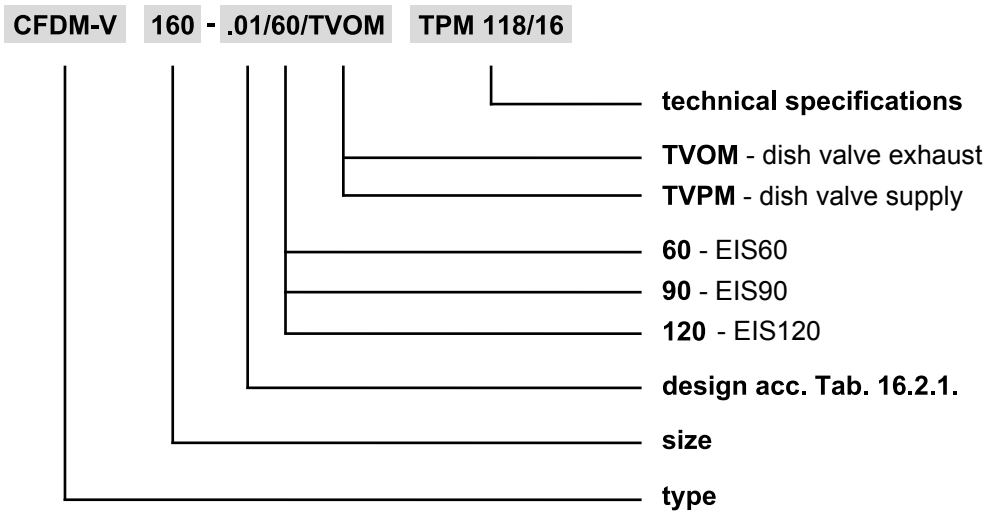 CFDM-V 160 - .01/60/TVOM TPM 118/16
technical specifications
TVOM - dish valve exhaust
TVPM - dish valve supply
60 - EIS60
90 - EIS90
120 - EIS120
design acc. Tab. 16.2.1.
size
type